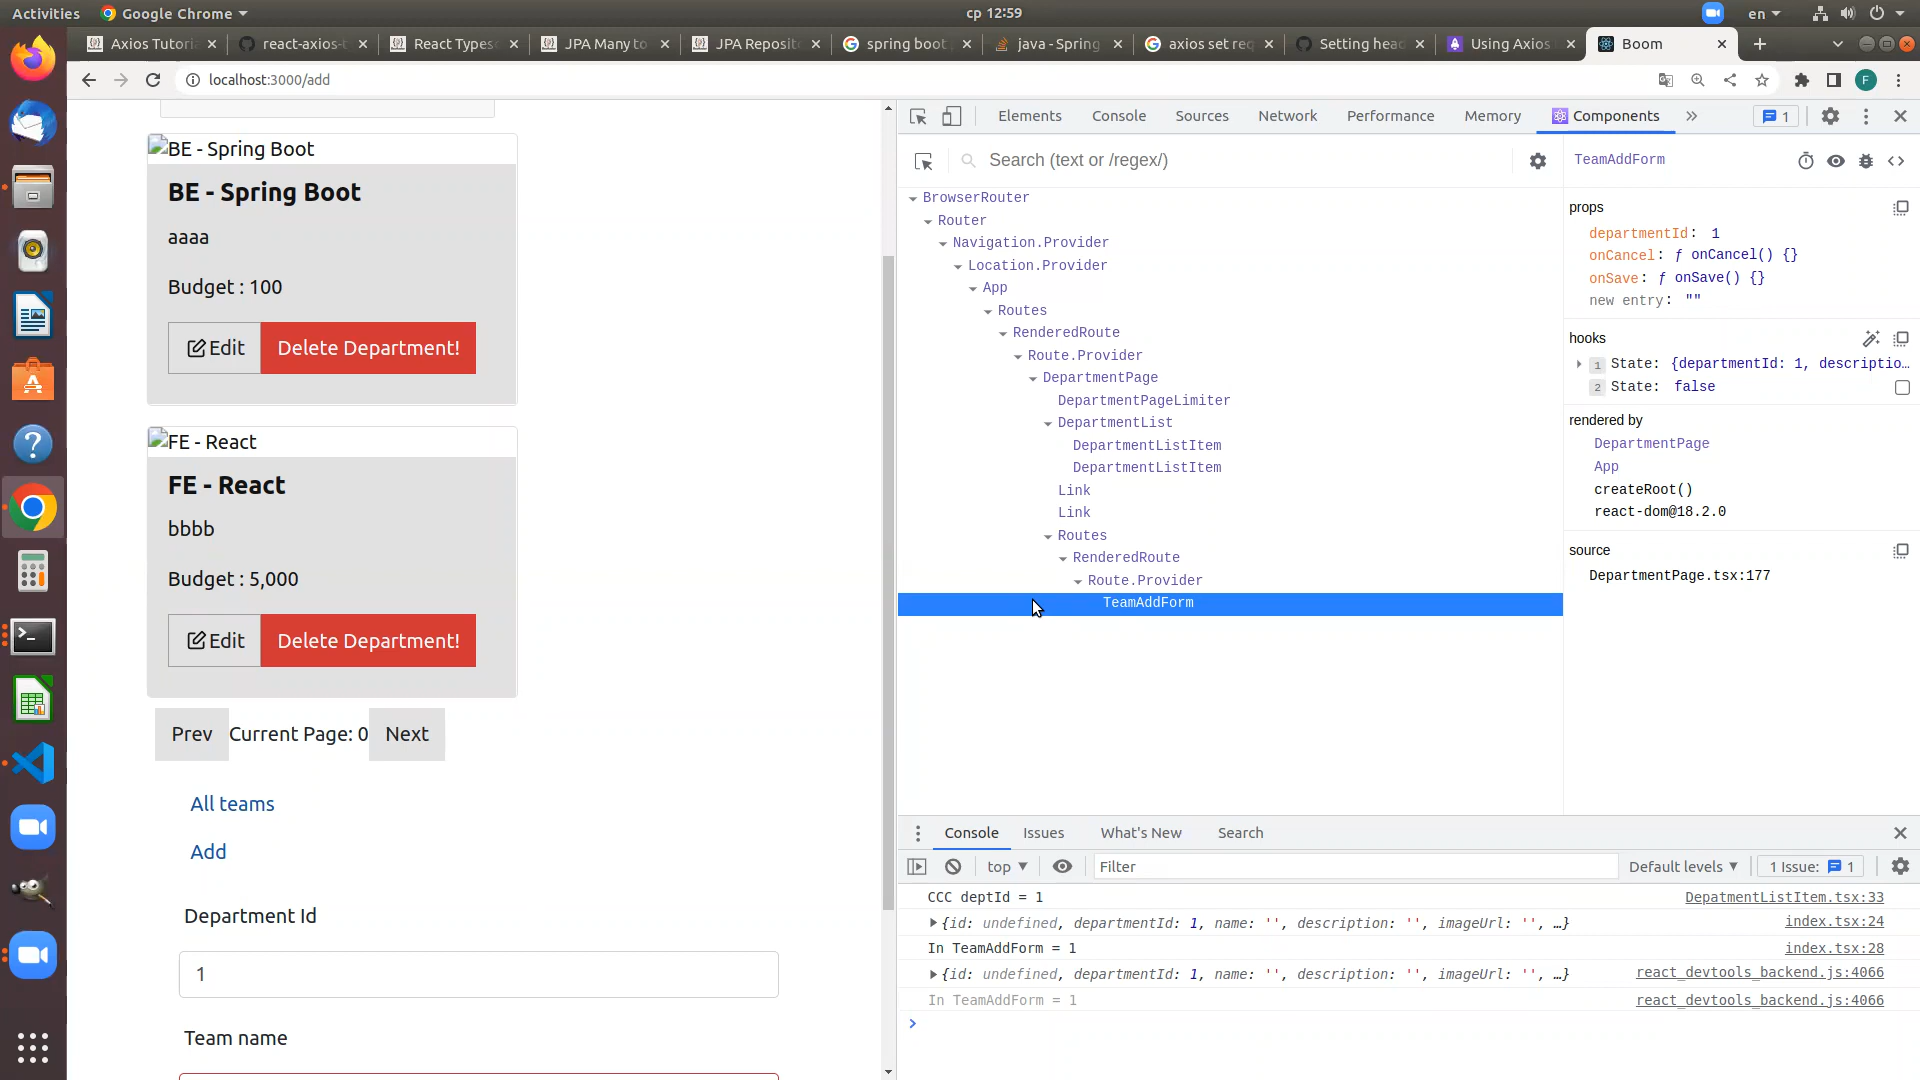 Activities
Google Chrome
ср 12:59
en
Axios Tutoria
react-axios-t
React Types
JPA Many to
JPA Reposit
spring boot
java - Spring
axios set req
Setting head
Using Axios
Boom
localhost:3000/add
F
BE - Spring Boot
BE - Spring Boot
aaaa
Budget : 100
Edit
Delete Department!
FE - React
FE - React
bbbb
Budget : 5,000
Edit
Delete Department!
Prev
Current Page: 0
Next
All teams
Add
Department Id
1
Team name
Elements
Console
Sources
Network
Performance
Memory
Components
1
Search (text or /regex/)
BrowserRouter
Router
Navigation.Provider
Location.Provider
App
Routes
RenderedRoute
Route.Provider
DepartmentPage
DepartmentPageLimiter
DepartmentList
DepartmentListItem
DepartmentListItem
Link
Link
Routes
RenderedRoute
Route.Provider
TeamAddForm
TeamAddForm
props
departmentId: 1
onCancel: ƒ onCancel() {}
onSave: ƒ onSave() {}
new entry: ""
hooks
1 State: {departmentId: 1, descriptio…
2 State: false
rendered by
DepartmentPage
App
createRoot()
react-dom@18.2.0
source
DepartmentPage.tsx:177
Console
Issues
What's New
Search
top
Filter
Default levels
1 Issue: 1
CCC deptId = 1 DepatmentListItem.tsx:33
{id: undefined, departmentId: 1, name: '', description: '', imageUrl: '', …} index.tsx:24
In TeamAddForm = 1 index.tsx:28
{id: undefined, departmentId: 1, name: '', description: '', imageUrl: '', …} react_devtools_backend.js:4066
In TeamAddForm = 1 react_devtools_backend.js:4066